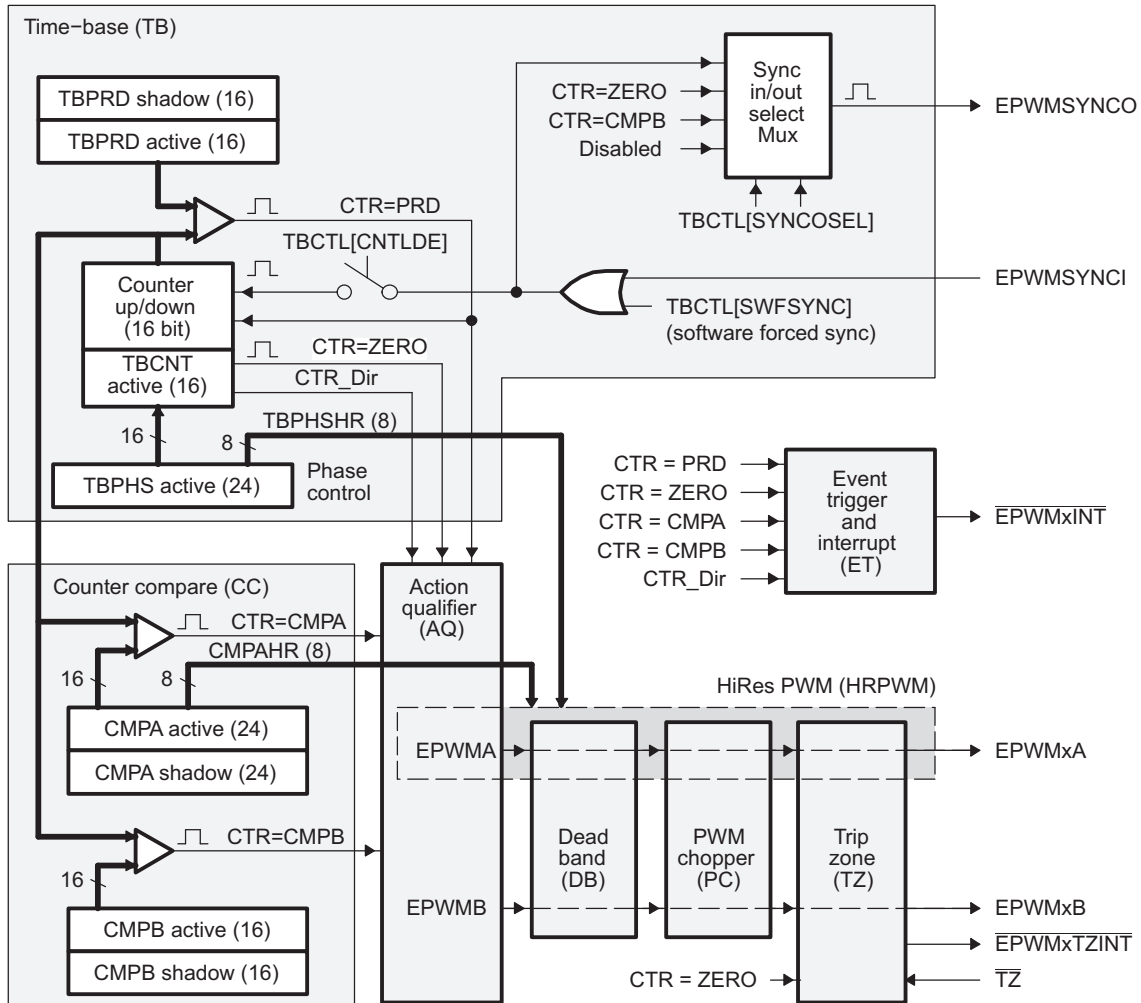 Time−base (TB)
TBPRD shadow (16)
TBPRD active (16)
CTR=PRD
TBCTL[CNTLDE]
Counter
up/down
(16 bit)
TBCNT
active (16)
CTR=ZERO
CTR_Dir
16
8
TBPHSHR (8)
TBPHS active (24)
Phase
control
CTR=ZERO
CTR=CMPB
Disabled
Sync
in/out
select
Mux
TBCTL[SYNCOSEL]
EPWMSYNCO
EPWMSYNCI
TBCTL[SWFSYNC]
(software forced sync)
CTR = PRD
CTR = ZERO
CTR = CMPA
CTR = CMPB
CTR_Dir
Event
trigger
and
interrupt
(ET)
EPWMxINT
Counter compare (CC)
CTR=CMPA
16
8
CMPAHR (8)
CMPA active (24)
CMPA shadow (24)
CTR=CMPB
16
CMPB active (16)
CMPB shadow (16)
Action
qualifier
(AQ)
EPWMA
EPWMB
HiRes PWM (HRPWM)
Dead
band
(DB)
PWM
chopper
(PC)
Trip
zone
(TZ)
CTR = ZERO
EPWMxA
EPWMxB
EPWMxTZINT
TZ